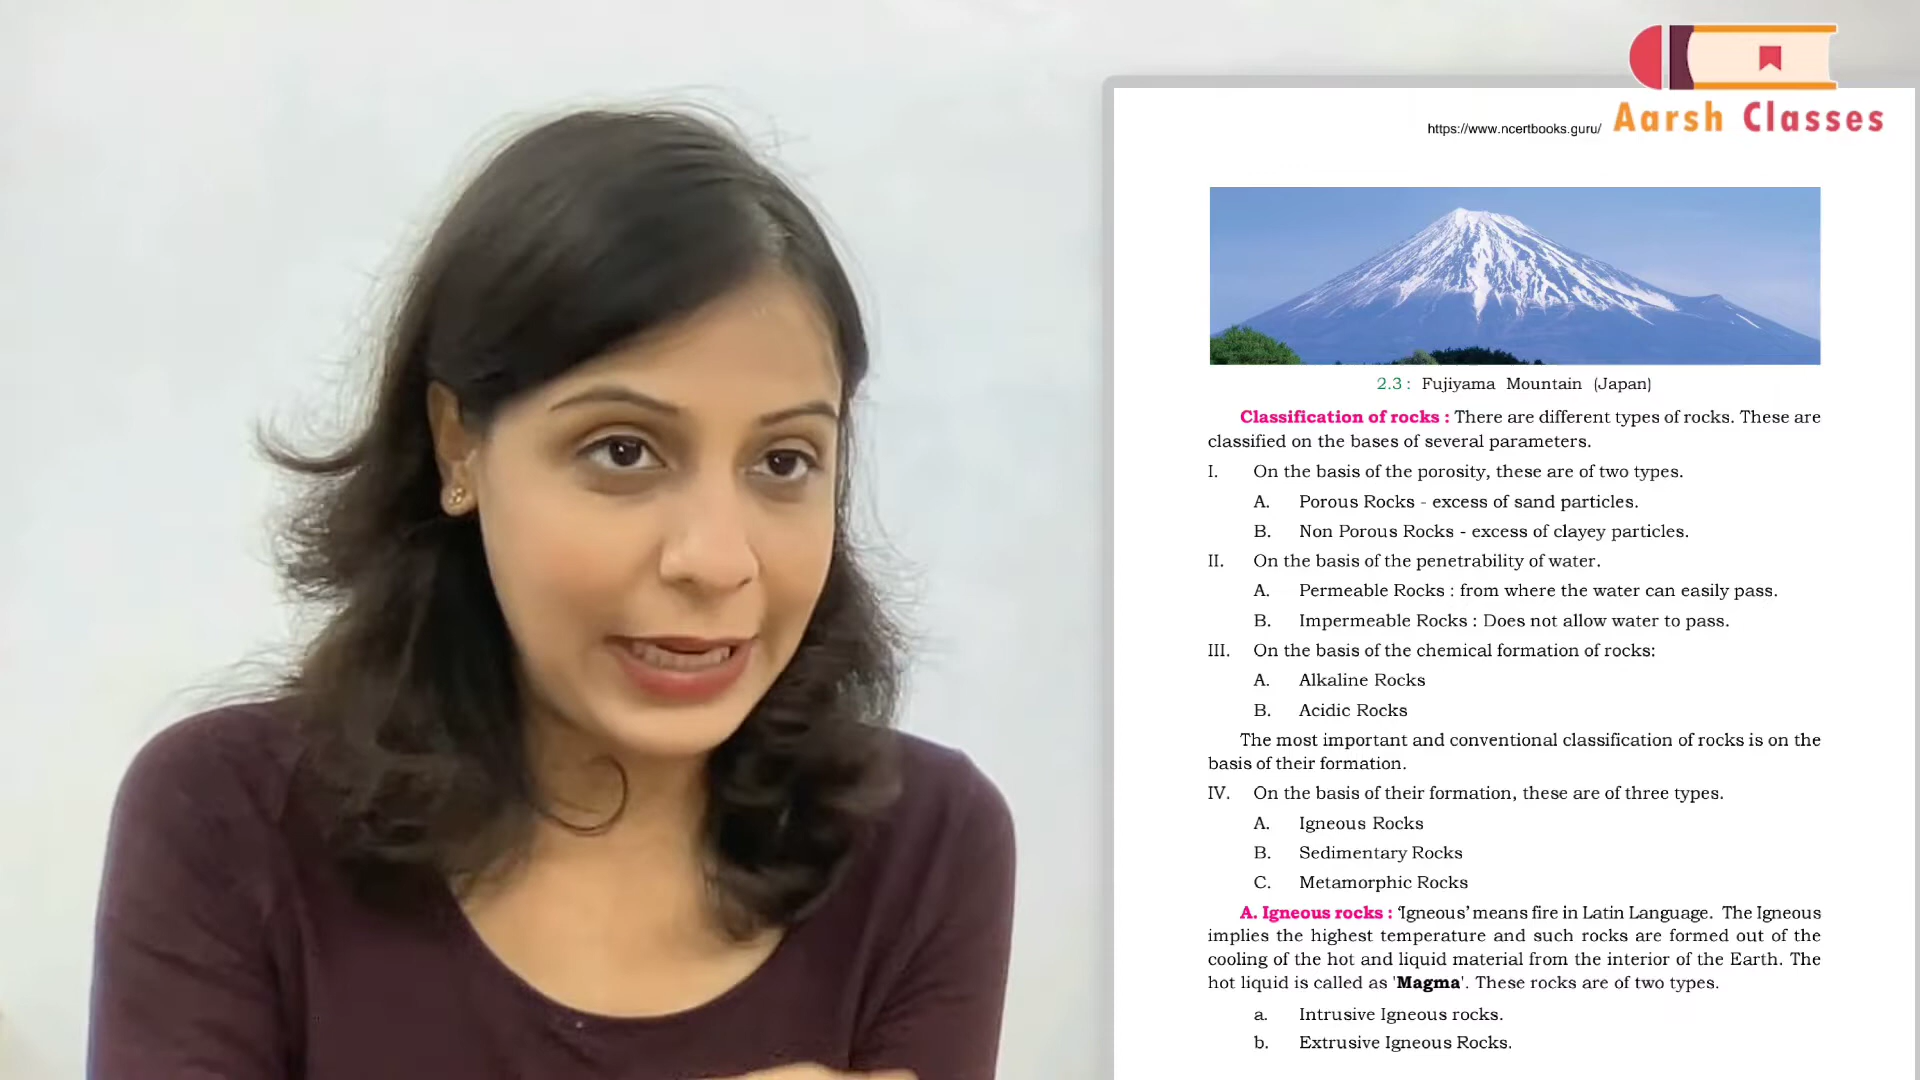 https://www.ncertbooks.guru/
Aarsh Classes
2.3 : Fujiyama Mountain (Japan)
Classification of rocks : There are different types of rocks. These are
classified on the bases of several parameters.
I. On the basis of the porosity, these are of two types.
A. Porous Rocks - excess of sand particles.
B. Non Porous Rocks - excess of clayey particles.
II. On the basis of the penetrability of water.
A. Permeable Rocks : from where the water can easily pass.
B. Impermeable Rocks : Does not allow water to pass.
III. On the basis of the chemical formation of rocks:
A. Alkaline Rocks
B. Acidic Rocks
The most important and conventional classification of rocks is on the
basis of their formation.
IV. On the basis of their formation, these are of three types.
A. Igneous Rocks
B. Sedimentary Rocks
C. Metamorphic Rocks
A. Igneous rocks : 'Igneous' means fire in Latin Language. The Igneous
implies the highest temperature and such rocks are formed out of the
cooling of the hot and liquid material from the interior of the Earth. The
hot liquid is called as 'Magma'. These rocks are of two types.
a. Intrusive Igneous rocks.
b. Extrusive Igneous Rocks.